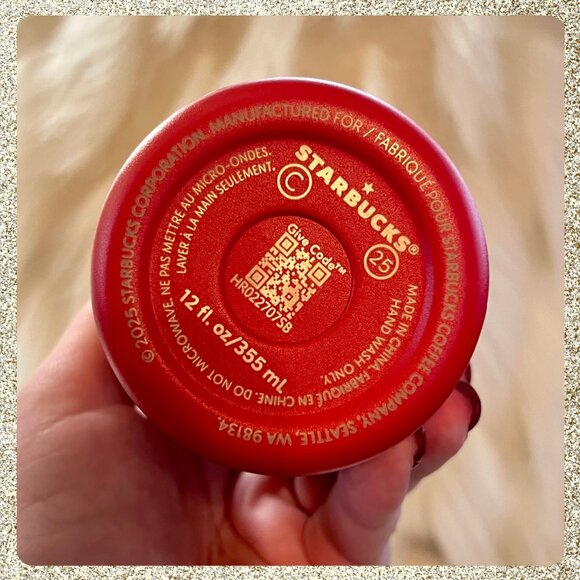 © 2025 STARBUCKS CORPORATION. MANUFACTURED FOR / FABRIQUÉ POUR STARBUCKS COFFEE COMPANY, SEATTLE, WA 98134.
MADE IN CHINA. FABRIQUÉ EN CHINE. DO NOT MICROWAVE. NE PAS METTRE AU MICRO-ONDES.
HAND WASH ONLY.
LAVER À LA MAIN SEULEMENT.
© STARBUCKS®
25
Give Code™
HR0227075B
12 fl. oz/355 mL